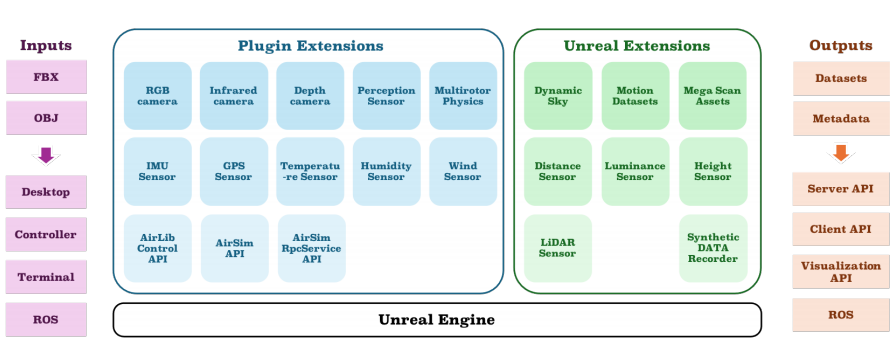 Inputs
FBX
OBJ
Desktop
Controller
Terminal
ROS
Plugin Extensions
RGB
camera
Infrared
camera
Depth
camera
Perception
Sensor
Multirotor
Physics
IMU
Sensor
GPS
Sensor
Temperatu
-re Sensor
Humidity
Sensor
Wind
Sensor
AirLib
Control
API
AirSim
API
AirSim
RpcService
API
Unreal Extensions
Dynamic
Sky
Motion
Datasets
Mega Scan
Assets
Distance
Sensor
Luminance
Sensor
Height
Sensor
LiDAR
Sensor
Synthetic
DATA
Recorder
Unreal Engine
Outputs
Datasets
Metadata
Server API
Client API
Visualization
API
ROS